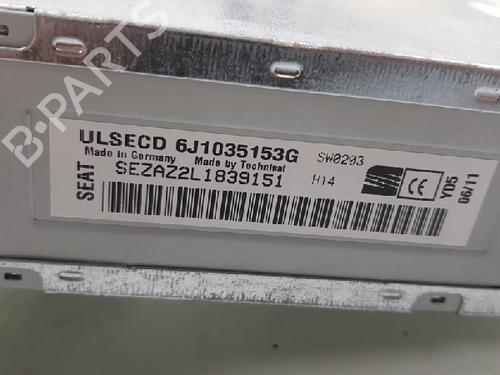 B-PARTS
ULSECD 6J1035153G SW0203
Made in Germany Made by Technisat
SEZAZ2L1839151 H14
SEAT
CE
Y05
06/11